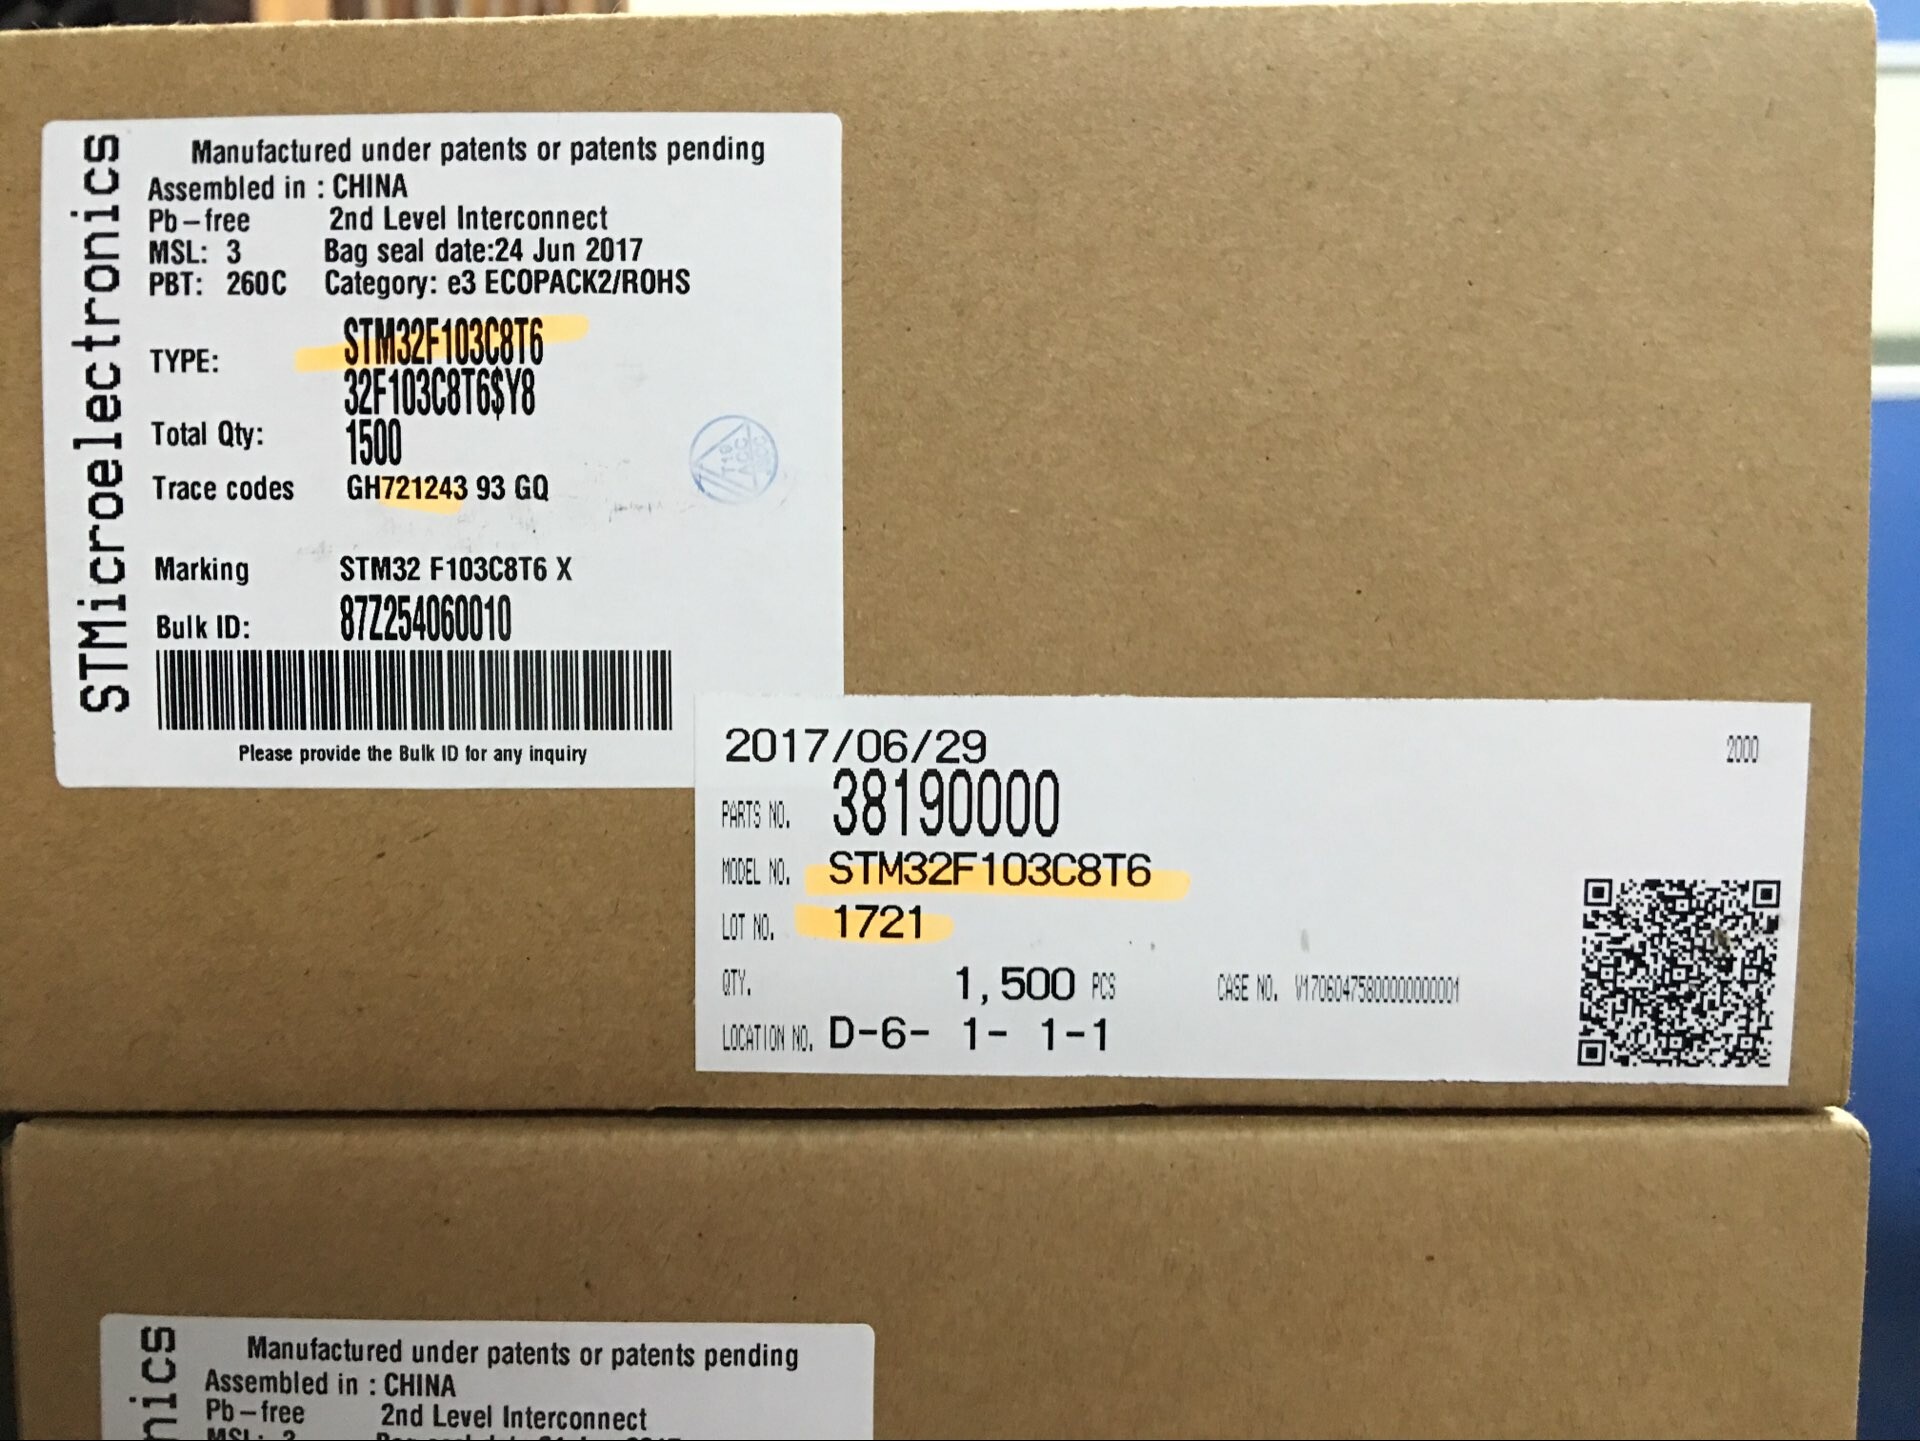 STMicroelectronics
Manufactured under patents or patents pending
Assembled in : CHINA
Pb-free 2nd Level Interconnect
MSL: 3 Bag seal date:24 Jun 2017
PBT: 260C Category: e3 ECOPACK2/ROHS
TYPE: STM32F103C8T6
32F103C8T6$Y8
Total Qty: 1500
Trace codes GH721243 93 GQ
Marking STM32 F103C8T6 X
Bulk ID: 87Z254060010
Please provide the Bulk ID for any inquiry
2017/06/29 2000
PARTS NO. 38190000
MODEL NO. STM32F103C8T6
LOT NO. 1721
QTY. 1,500 PCS CASE NO. V17060475800000000001
LOCATION NO. D-6- 1- 1-1
Manufactured under patents or patents pending
Assembled in : CHINA
Pb-free 2nd Level Interconnect
MSL: 3